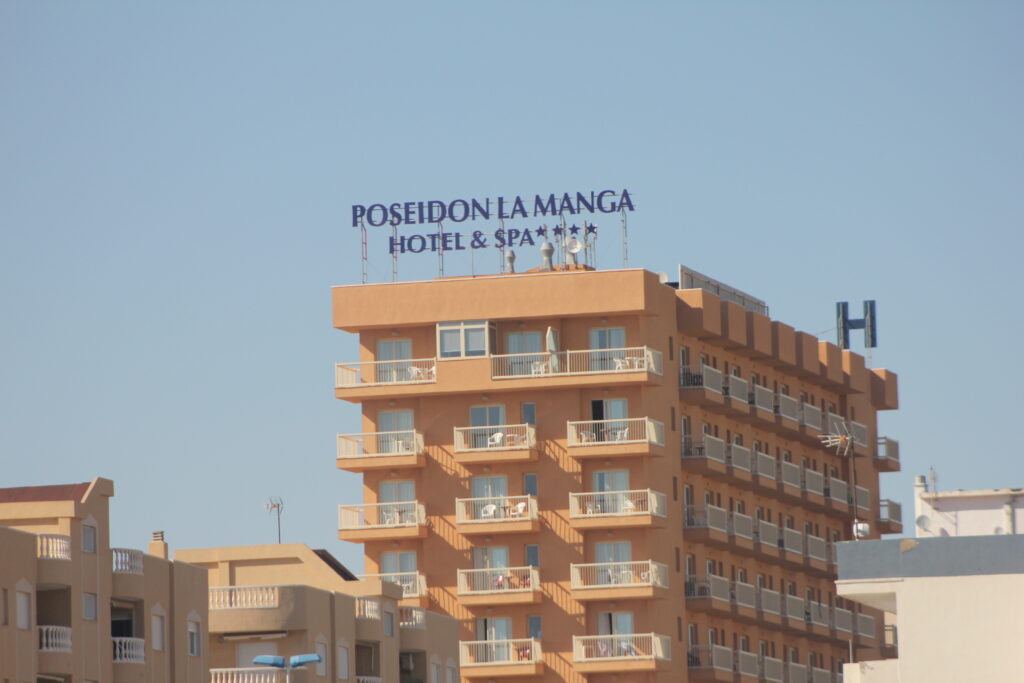 POSEIDON LA MANGA
HOTEL & SPA★★★★
H